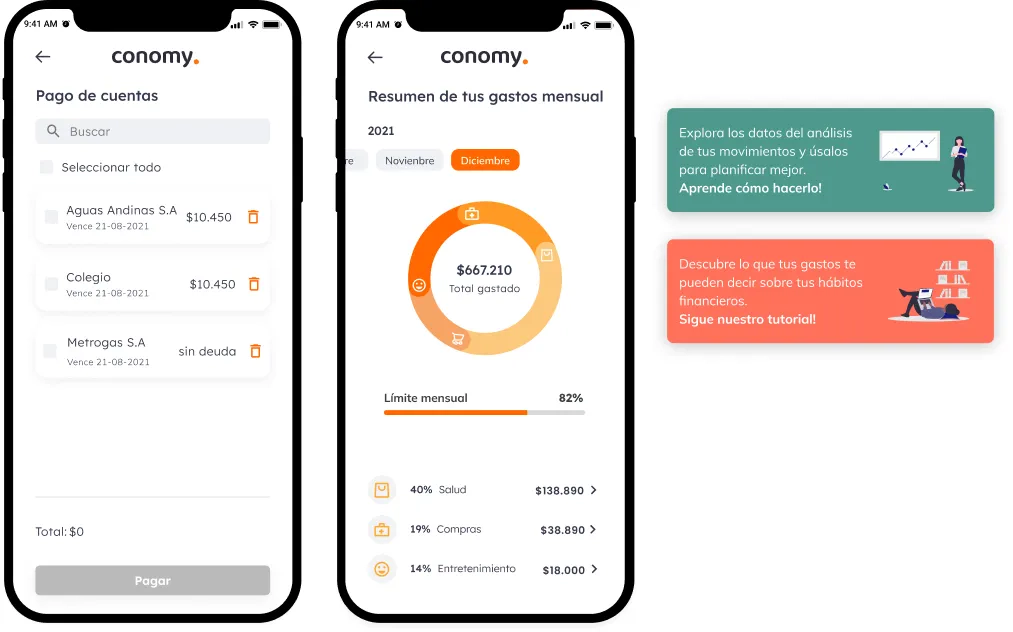 9:41 AM
conomy.
Pago de cuentas
Buscar
Seleccionar todo
Aguas Andinas S.A
$10.450
Vence 21-08-2021
Colegio
$10.450
Vence 21-08-2021
Metrogas S.A
sin deuda
Vence 21-08-2021
Total: $0
Pagar
9:41 AM
conomy.
Resumen de tus gastos mensual
2021
re
Novienbre
Diciembre
$667.210
Total gastado
Límite mensual
82%
40% Salud
$138.890
19% Compras
$38.890
14% Entretenimiento
$18.000
Explora los datos del análisis
de tus movimientos y úsalos
para planificar mejor.
Aprende cómo hacerlo!
Descubre lo que tus gastos te
pueden decir sobre tus hábitos
financieros.
Sigue nuestro tutorial!